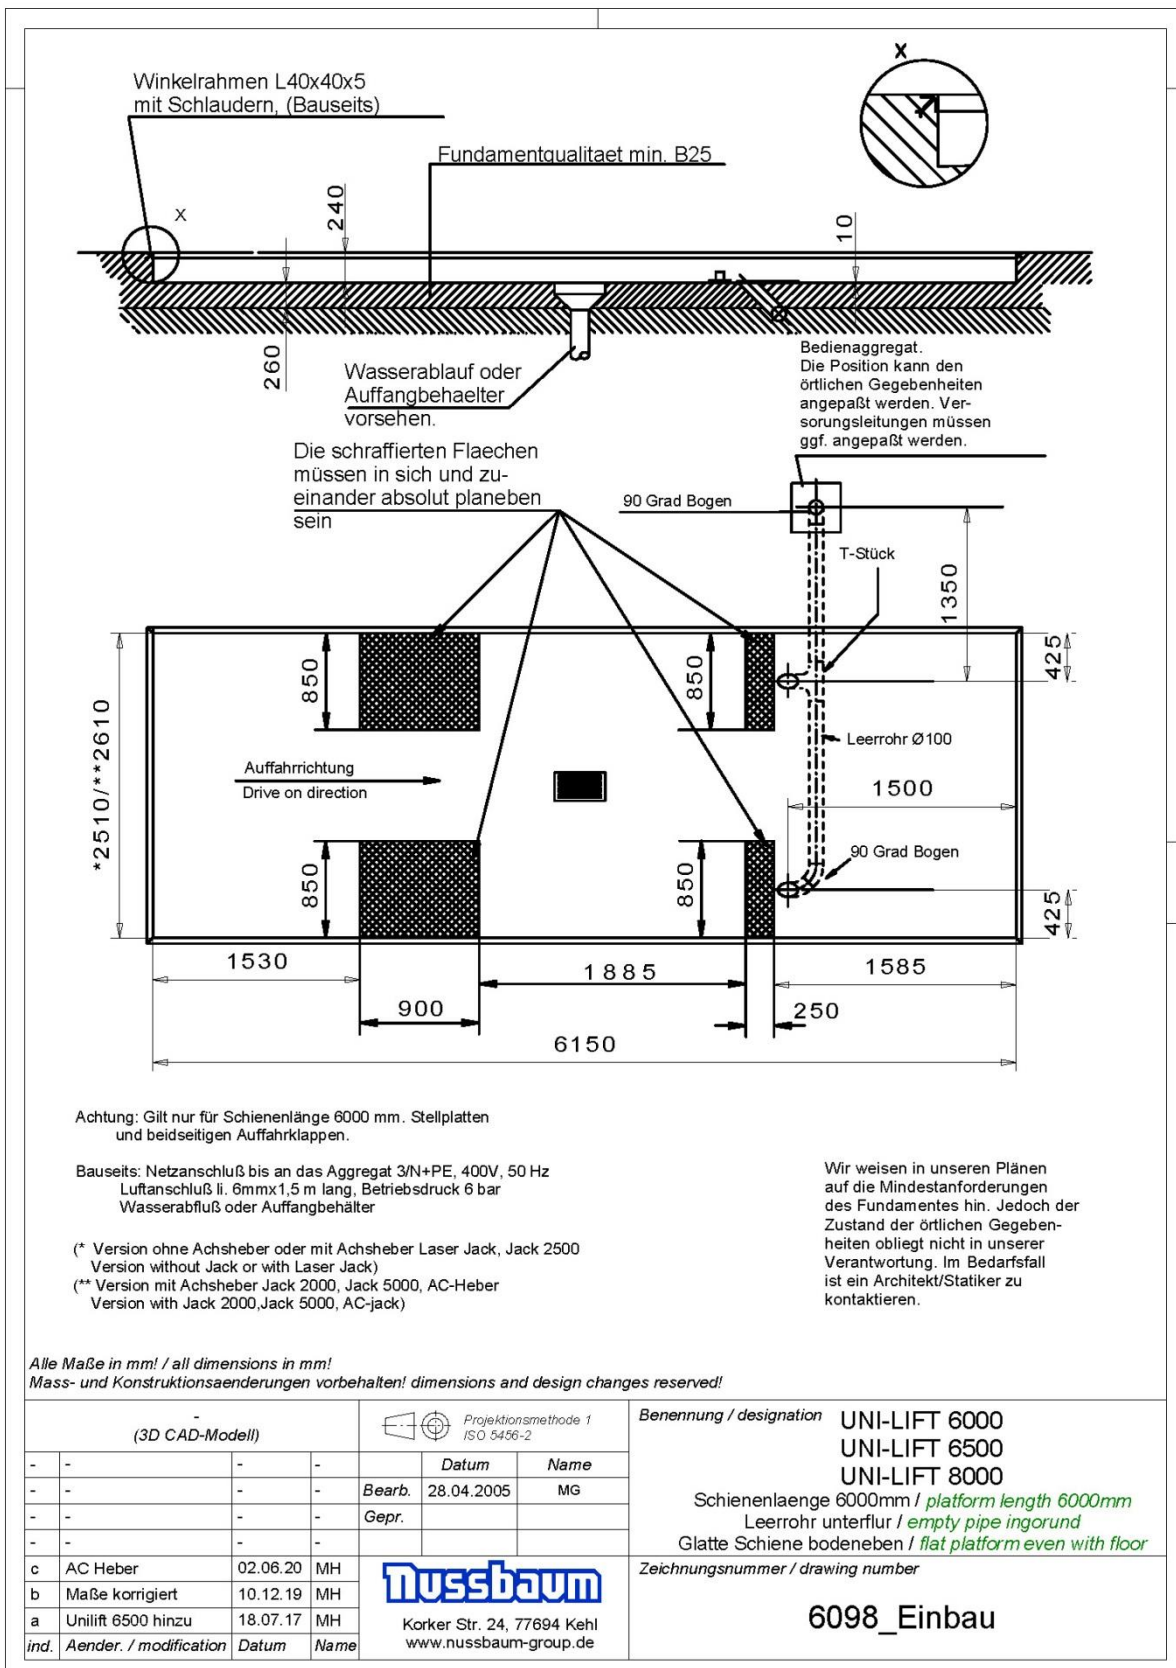 X
Winkelrahmen L40x40x5
mit Schlaudern, (Bauseits)
Fundamentqualitaet min. B25
X
240
10
260
Wasserablauf oder
Auffangbehaelter
vorsehen.
Bedienaggregat.
Die Position kann den
örtlichen Gegebenheiten
angepaßt werden. Ver-
sorungsleitungen müssen
ggf. angepaßt werden.
Die schraffierten Flaechen
müssen in sich und zu-
einander absolut planeben
sein
90 Grad Bogen
T-Stück
1350
425
850
850
*2510/**2610
Leerrohr Ø100
Auffahrrichtung
Drive on direction
1500
90 Grad Bogen
850
850
425
1530
1885
1585
900
250
6150
Achtung: Gilt nur für Schienenlänge 6000 mm. Stellplatten
und beidseitigen Auffahrklappen.
Bauseits: Netzanschluß bis an das Aggregat 3/N+PE, 400V, 50 Hz
Luftanschluß li. 6mmx1,5 m lang, Betriebsdruck 6 bar
Wasserabfluß oder Auffangbehälter
(* Version ohne Achsheber oder mit Achsheber Laser Jack, Jack 2500
Version without Jack or with Laser Jack)
(** Version mit Achsheber Jack 2000, Jack 5000, AC-Heber
Version with Jack 2000,Jack 5000, AC-jack)
Wir weisen in unseren Plänen
auf die Mindestanforderungen
des Fundamentes hin. Jedoch der
Zustand der örtlichen Gegeben-
heiten obliegt nicht in unserer
Verantwortung. Im Bedarfsfall
ist ein Architekt/Statiker zu
kontaktieren.
Alle Maße in mm! / all dimensions in mm!
Mass- und Konstruktionsaenderungen vorbehalten! dimensions and design changes reserved!
-
(3D CAD-Modell)
Projektionsmethode 1
ISO 5456-2
- - - - Datum Name
- - - - Bearb. 28.04.2005 MG
- - - - Gepr.
- - - -
c AC Heber 02.06.20 MH
b Maße korrigiert 10.12.19 MH
a Unilift 6500 hinzu 18.07.17 MH
ind. Aender. / modification Datum Name
Nussbaum
Korker Str. 24, 77694 Kehl
www.nussbaum-group.de
Benennung / designation UNI-LIFT 6000
UNI-LIFT 6500
UNI-LIFT 8000
Schienenlaenge 6000mm / platform length 6000mm
Leerrohr unterflur / empty pipe ingorund
Glatte Schiene bodeneben / flat platform even with floor
Zeichnungsnummer / drawing number
6098_Einbau